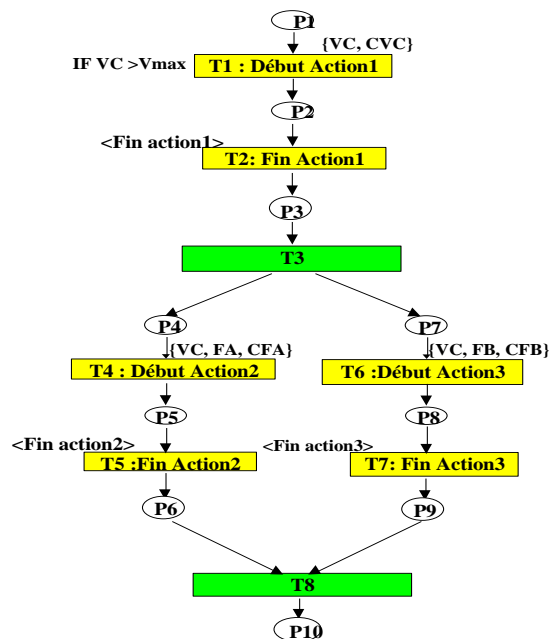 P1
{VC, CVC}
IF VC >Vmax
T1 : Début Action1
P2
<Fin action1>
T2: Fin Action1
P3
T3
P4
P7
{VC, FA, CFA}
{VC, FB, CFB}
T4 : Début Action2
T6 :Début Action3
P5
P8
<Fin action2>
<Fin action3>
T5 :Fin Action2
T7: Fin Action3
P6
P9
T8
P10